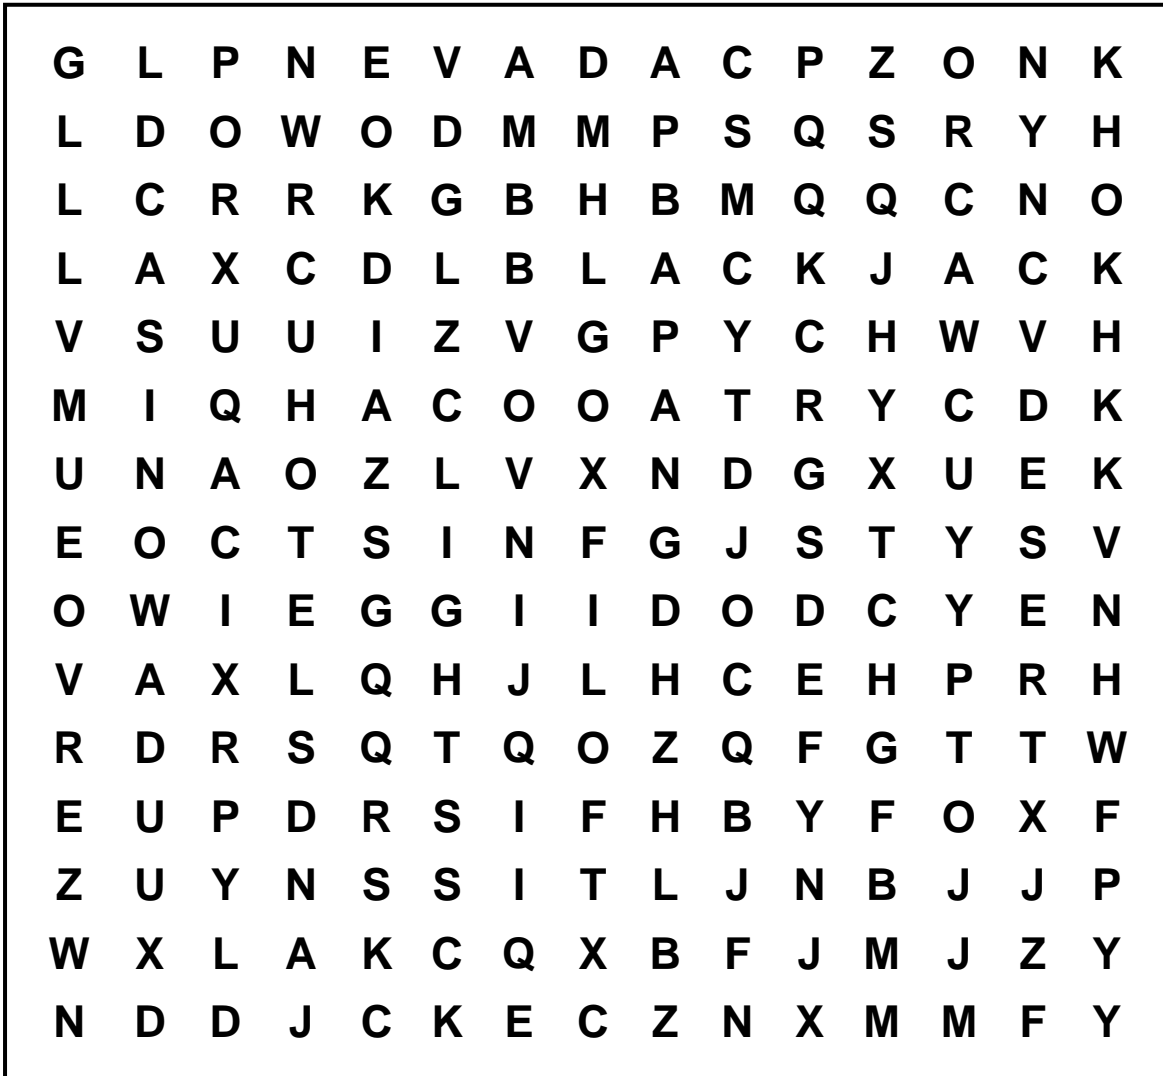 G L P N E V A D A C P Z O N K
L D O W O D M M P S Q S R Y H
L C R R K G B H B M Q Q C N O
L A X C D L B L A C K J A C K
V S U U I Z V G P Y C H W V H
M I Q H A C O O A T R Y C D K
U N A O Z L V X N D G X U E K
E O C T S I N F G J S T Y S V
O W I E G G I I D O D C Y E N
V A X L Q H J L H C E H P R H
R D R S Q T Q O Z Q F G T T W
E U P D R S I F H B Y F O X F
Z U Y N S S I T L J N B J J P
W X L A K C Q X B F J M J Z Y
N D D J C K E C Z N X M M F Y